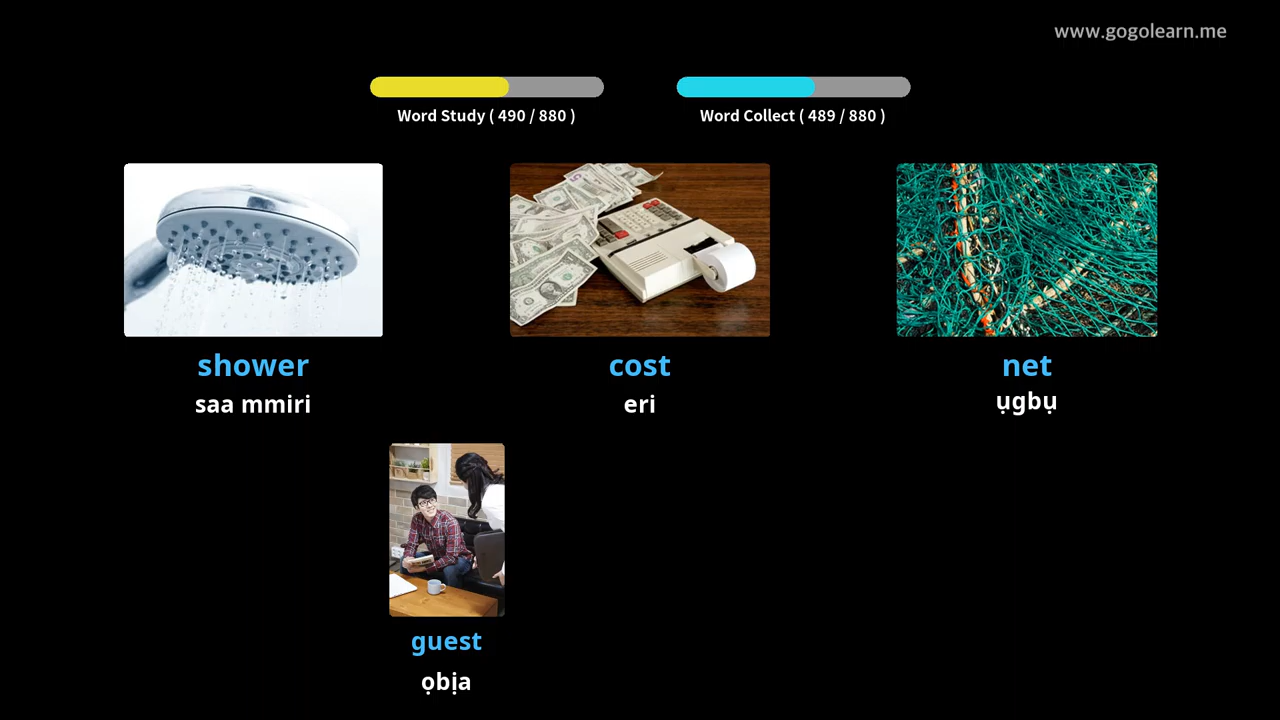 www.gogolearn.me
Word Study ( 490 / 880 )
Word Collect ( 489 / 880 )
shower
saa mmiri
cost
eri
net
ụgbụ
guest
ọbịa